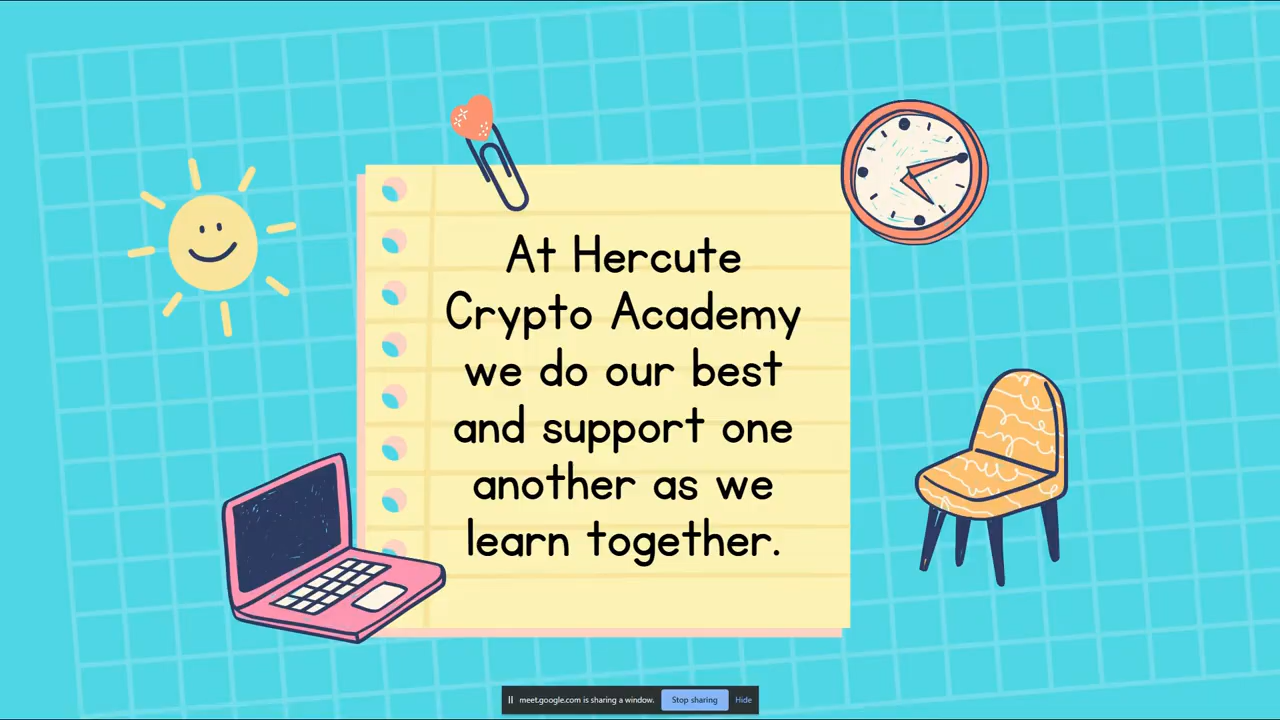 At Hercute
Crypto Academy
we do our best
and support one
another as we
learn together.
meet.google.com is sharing a window. Stop sharing Hide